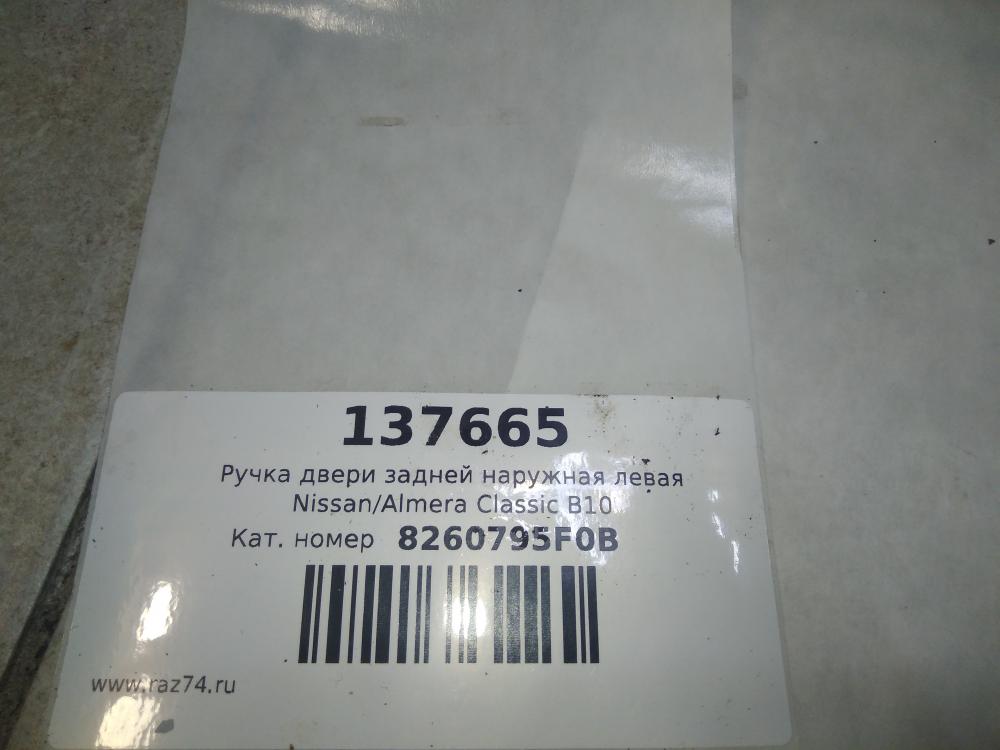 137665
Ручка двери задней наружная левая
Nissan/Almera Classic B10
Кат. номер 8260795F0B
www.raz74.ru